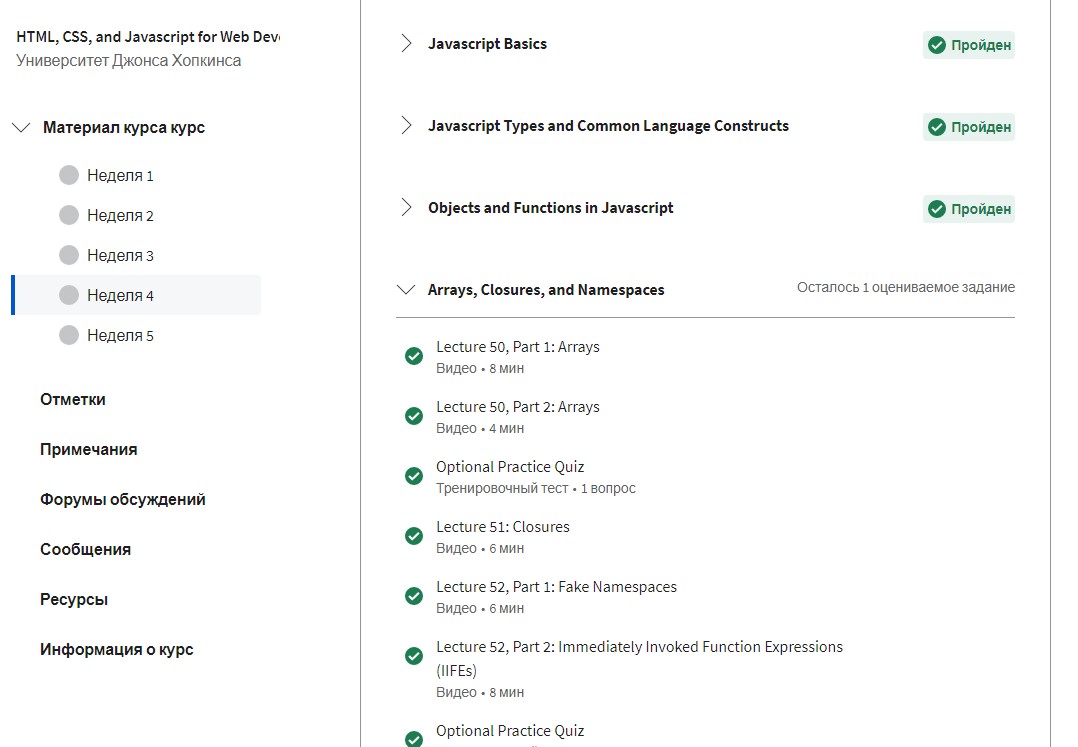 HTML, CSS, and Javascript for Web Dev
Университет Джонса Хопкинса
Материал курса курс
Неделя 1
Неделя 2
Неделя 3
Неделя 4
Неделя 5
Отметки
Примечания
Форумы обсуждений
Сообщения
Ресурсы
Информация о курс
Javascript Basics
Пройден
Javascript Types and Common Language Constructs
Пройден
Objects and Functions in Javascript
Пройден
Arrays, Closures, and Namespaces
Осталось 1 оцениваемое задание
Lecture 50, Part 1: Arrays
Видео • 8 мин
Lecture 50, Part 2: Arrays
Видео • 4 мин
Optional Practice Quiz
Тренировочный тест • 1 вопрос
Lecture 51: Closures
Видео • 6 мин
Lecture 52, Part 1: Fake Namespaces
Видео • 6 мин
Lecture 52, Part 2: Immediately Invoked Function Expressions
(IIFEs)
Видео • 8 мин
Optional Practice Quiz